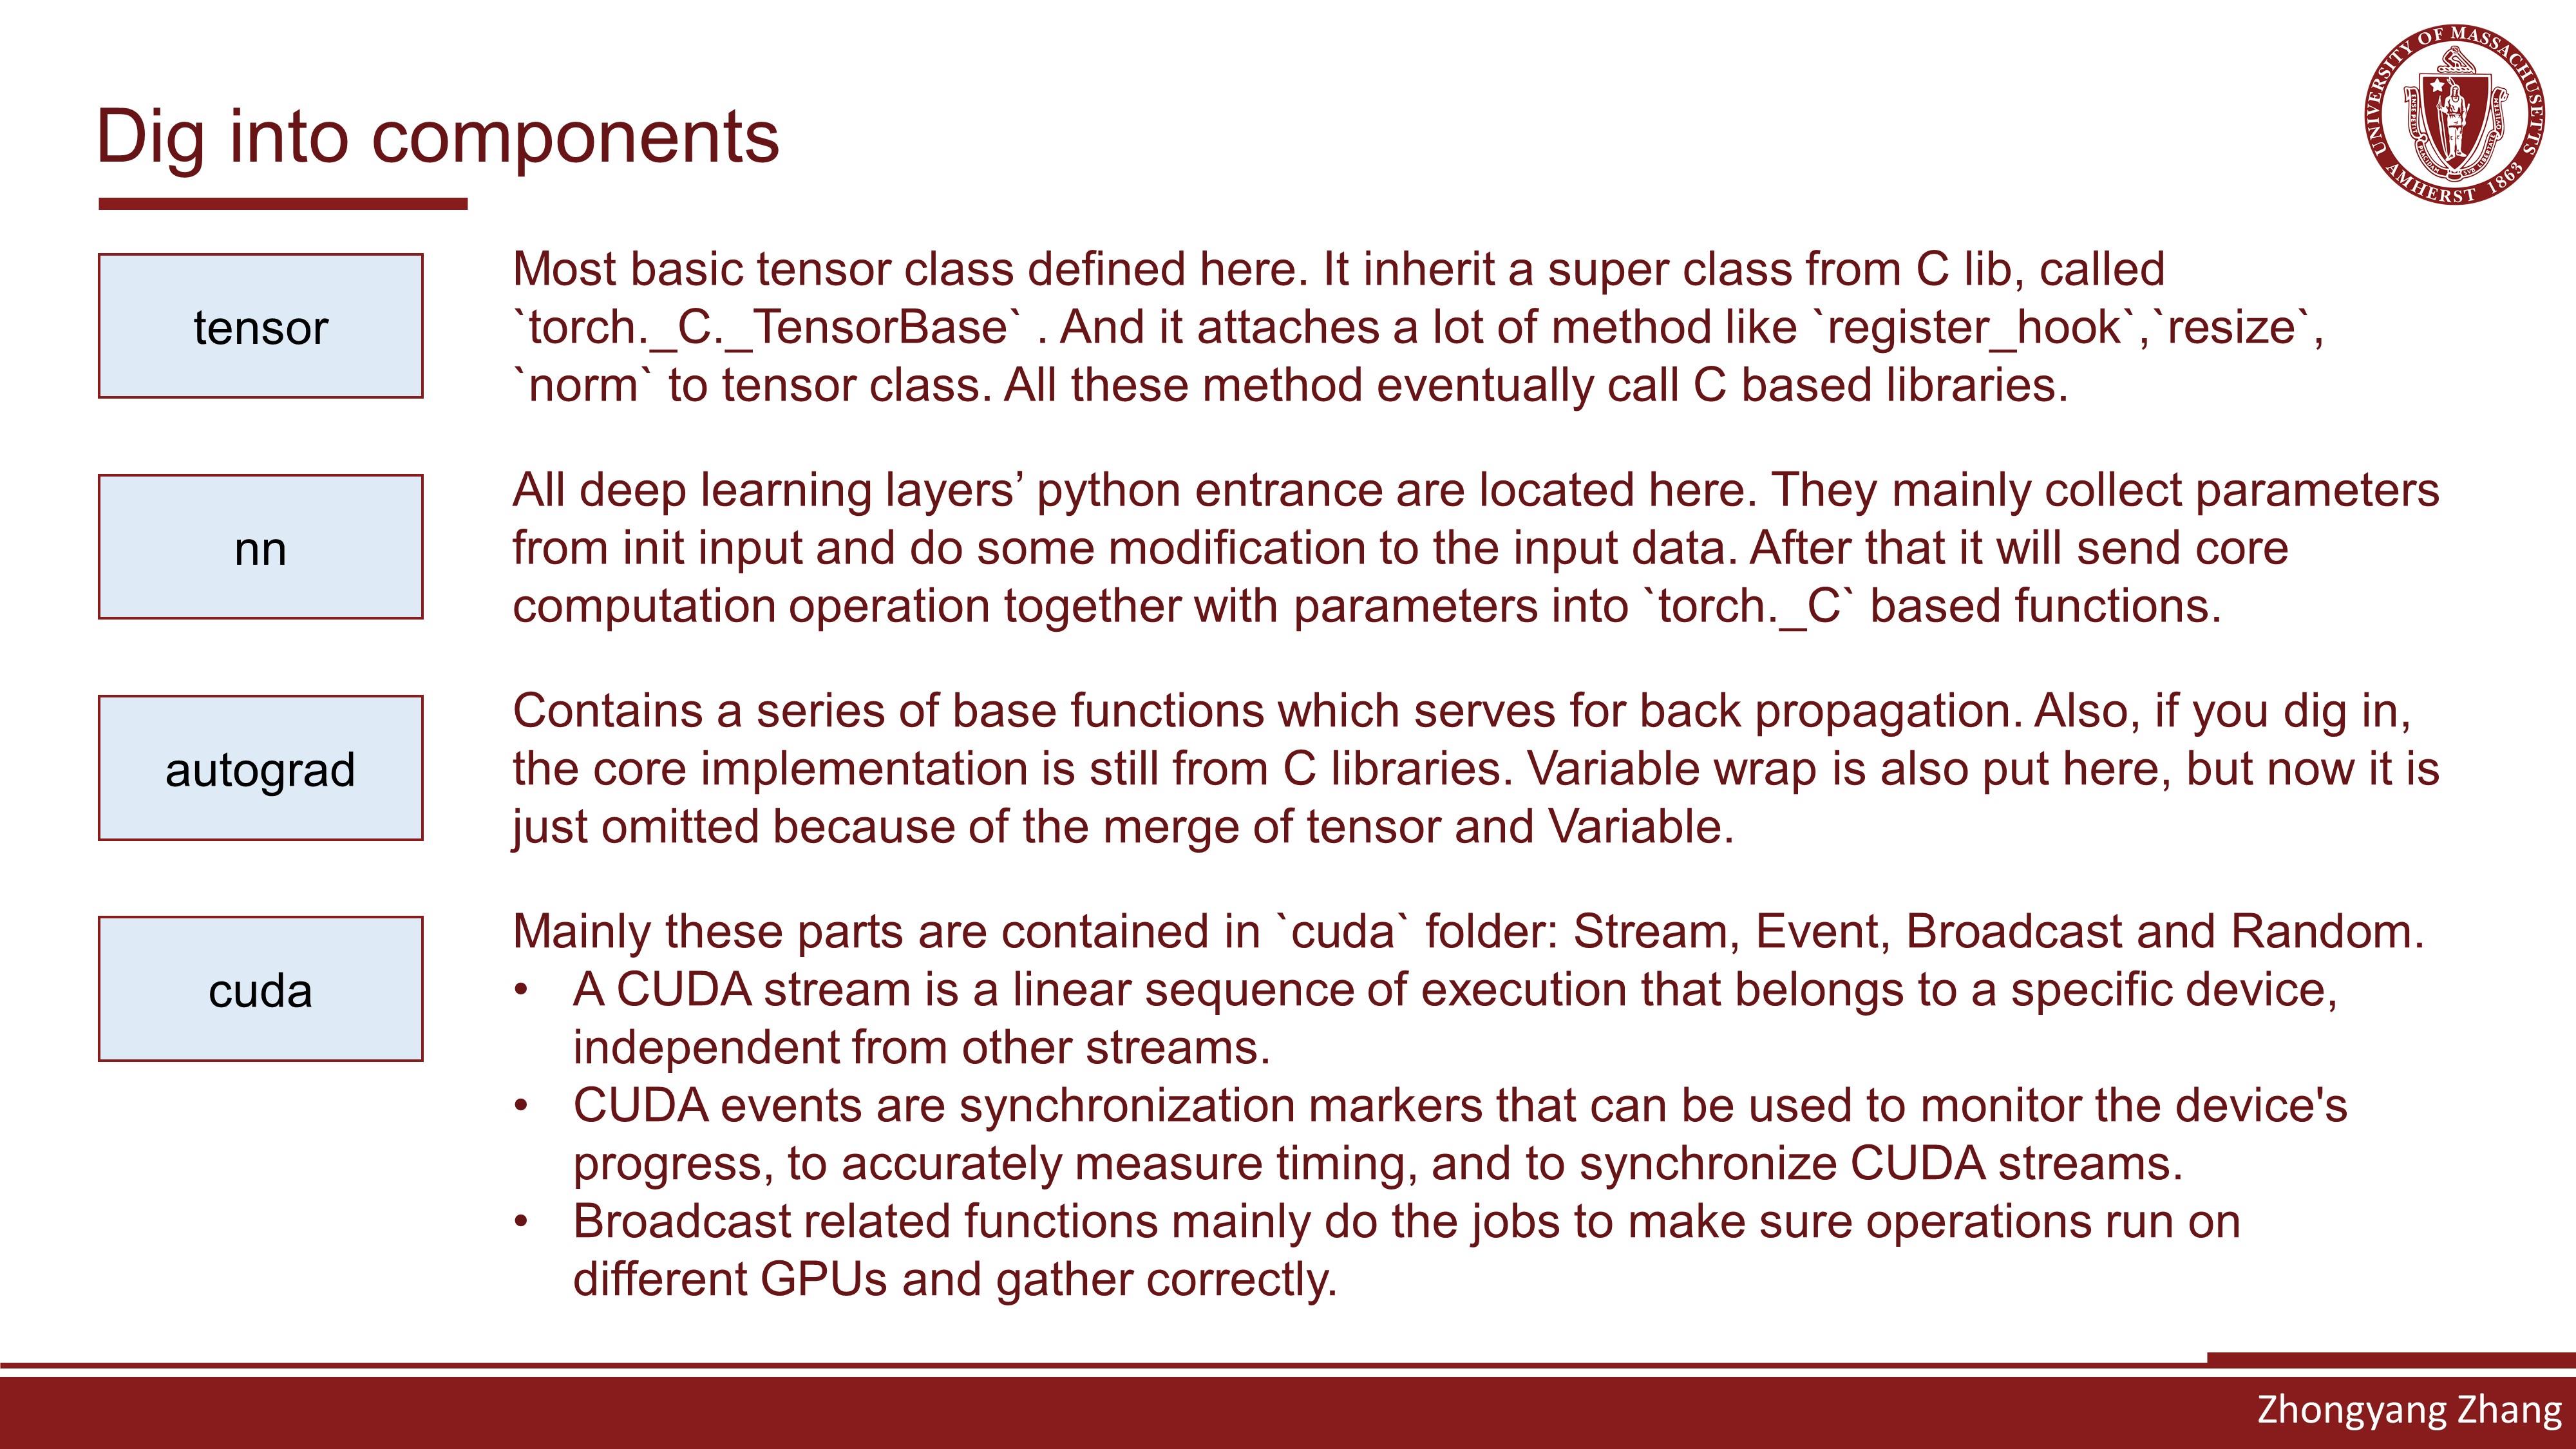 UNIVERSITY OF MASSACHUSETTS
AMHERST 1863
Dig into components
tensor
Most basic tensor class defined here. It inherit a super class from C lib, called
`torch._C._TensorBase` . And it attaches a lot of method like `register_hook`,`resize`,
`norm` to tensor class. All these method eventually call C based libraries.
nn
All deep learning layers’ python entrance are located here. They mainly collect parameters
from init input and do some modification to the input data. After that it will send core
computation operation together with parameters into `torch._C` based functions.
autograd
Contains a series of base functions which serves for back propagation. Also, if you dig in,
the core implementation is still from C libraries. Variable wrap is also put here, but now it is
just omitted because of the merge of tensor and Variable.
cuda
Mainly these parts are contained in `cuda` folder: Stream, Event, Broadcast and Random.
• A CUDA stream is a linear sequence of execution that belongs to a specific device,
independent from other streams.
• CUDA events are synchronization markers that can be used to monitor the device's
progress, to accurately measure timing, and to synchronize CUDA streams.
• Broadcast related functions mainly do the jobs to make sure operations run on
different GPUs and gather correctly.
Zhongyang Zhang